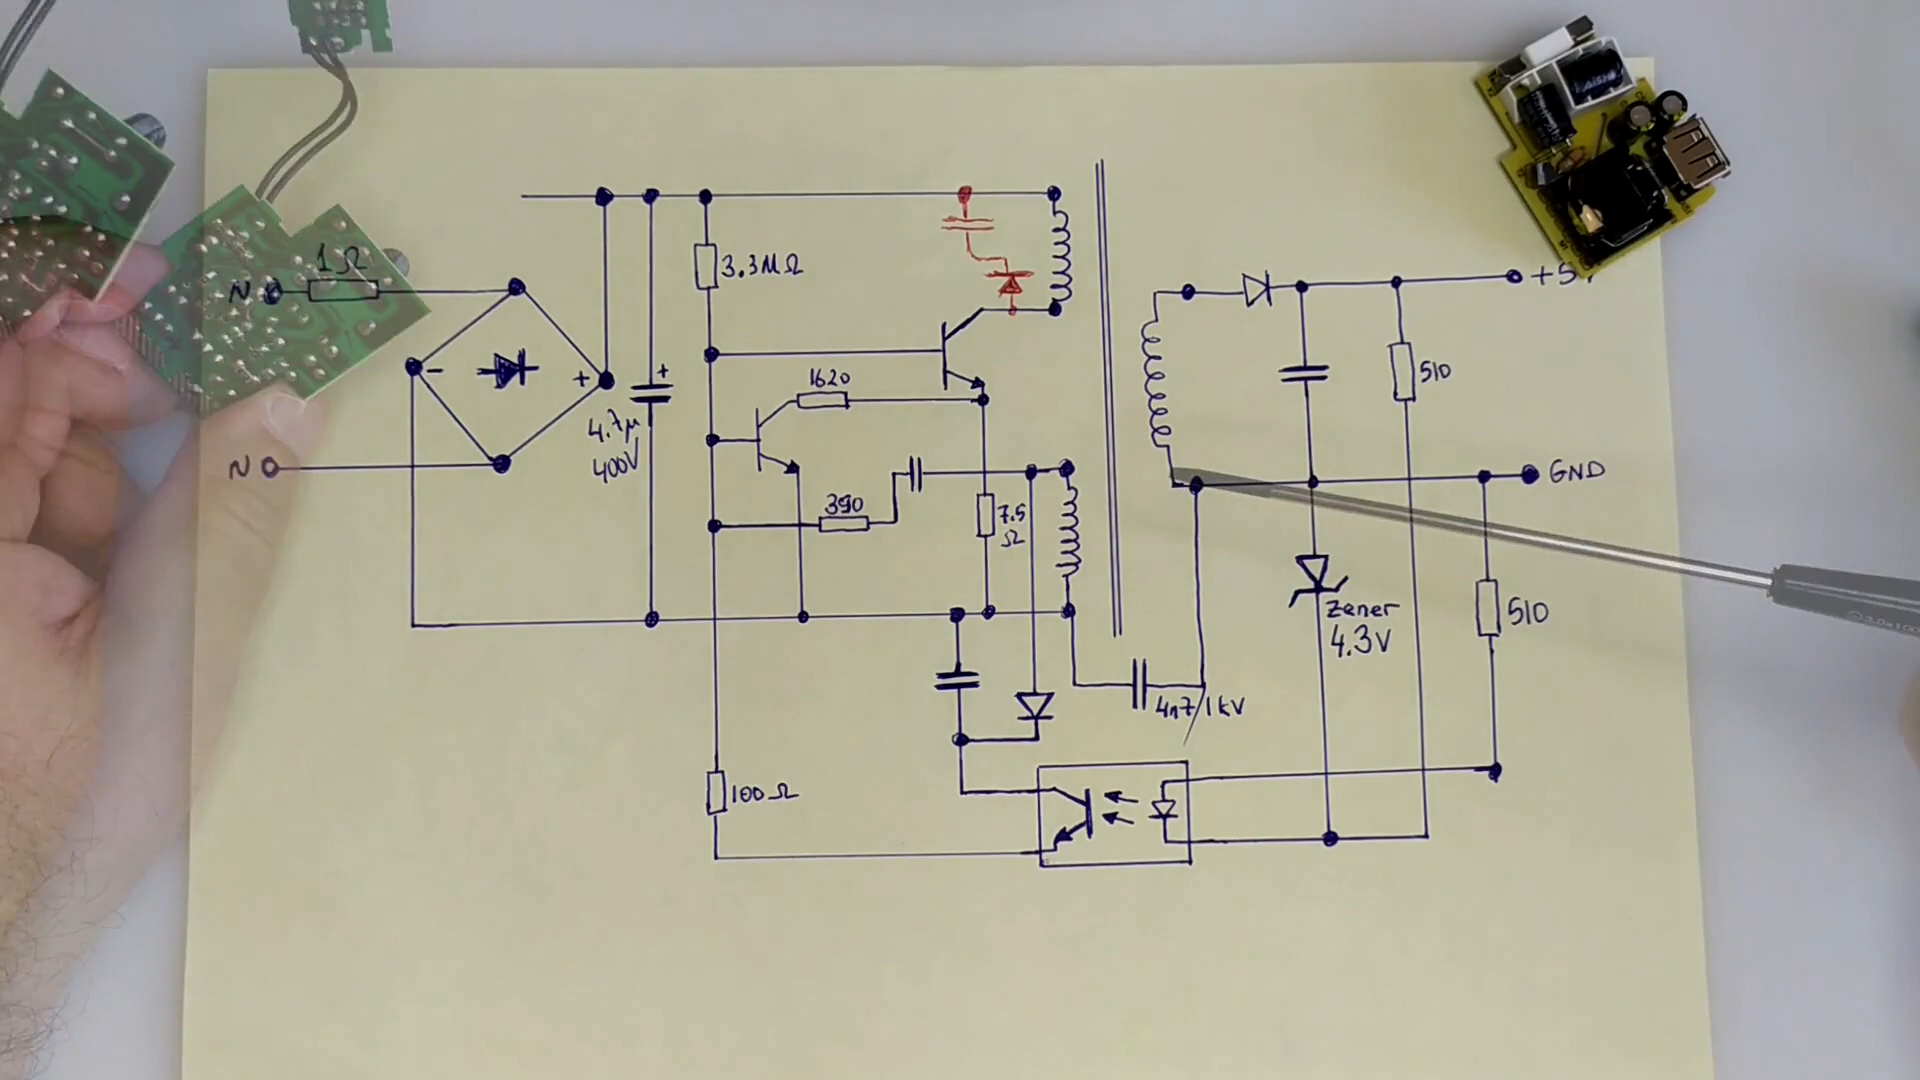 1Ω
N
N
-
+
+
4.7µ
400V
3.3MΩ
1620
390
7.5
Ω
100Ω
4n7/1kV
+5
510
GND
Zener
4.3V
510